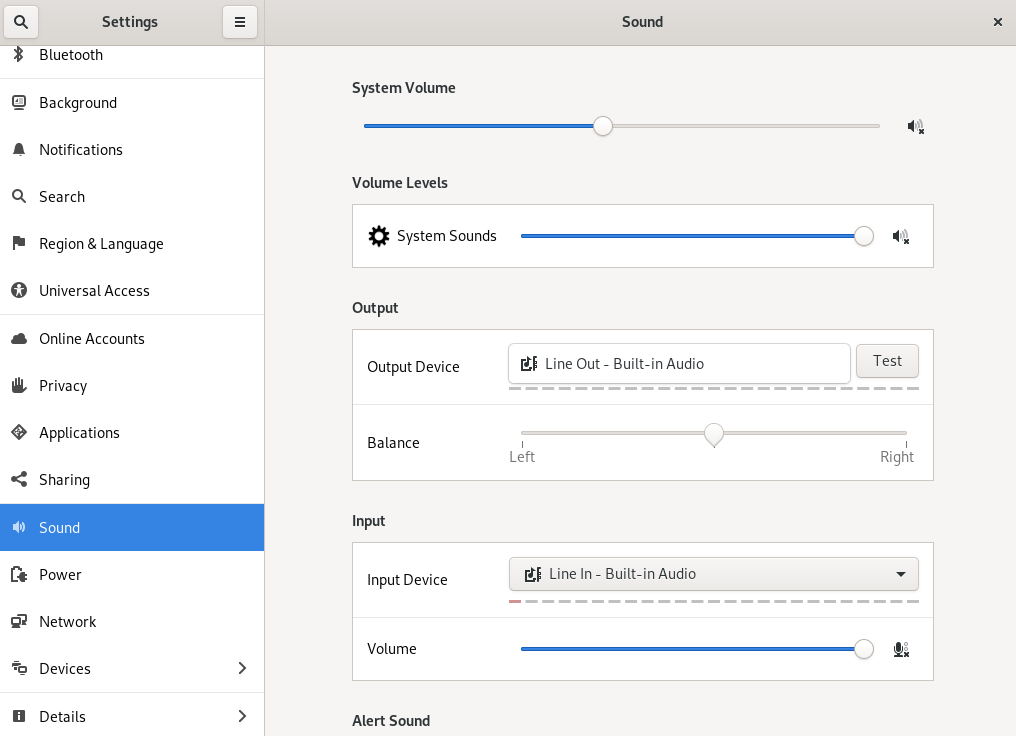 Settings
Sound
Bluetooth
Background
Notifications
Search
Region & Language
Universal Access
Online Accounts
Privacy
Applications
Sharing
Sound
Power
Network
Devices
Details
System Volume
Volume Levels
System Sounds
Output
Output Device
Line Out - Built-in Audio
Test
Balance
Left
Right
Input
Input Device
Line In - Built-in Audio
Volume
Alert Sound